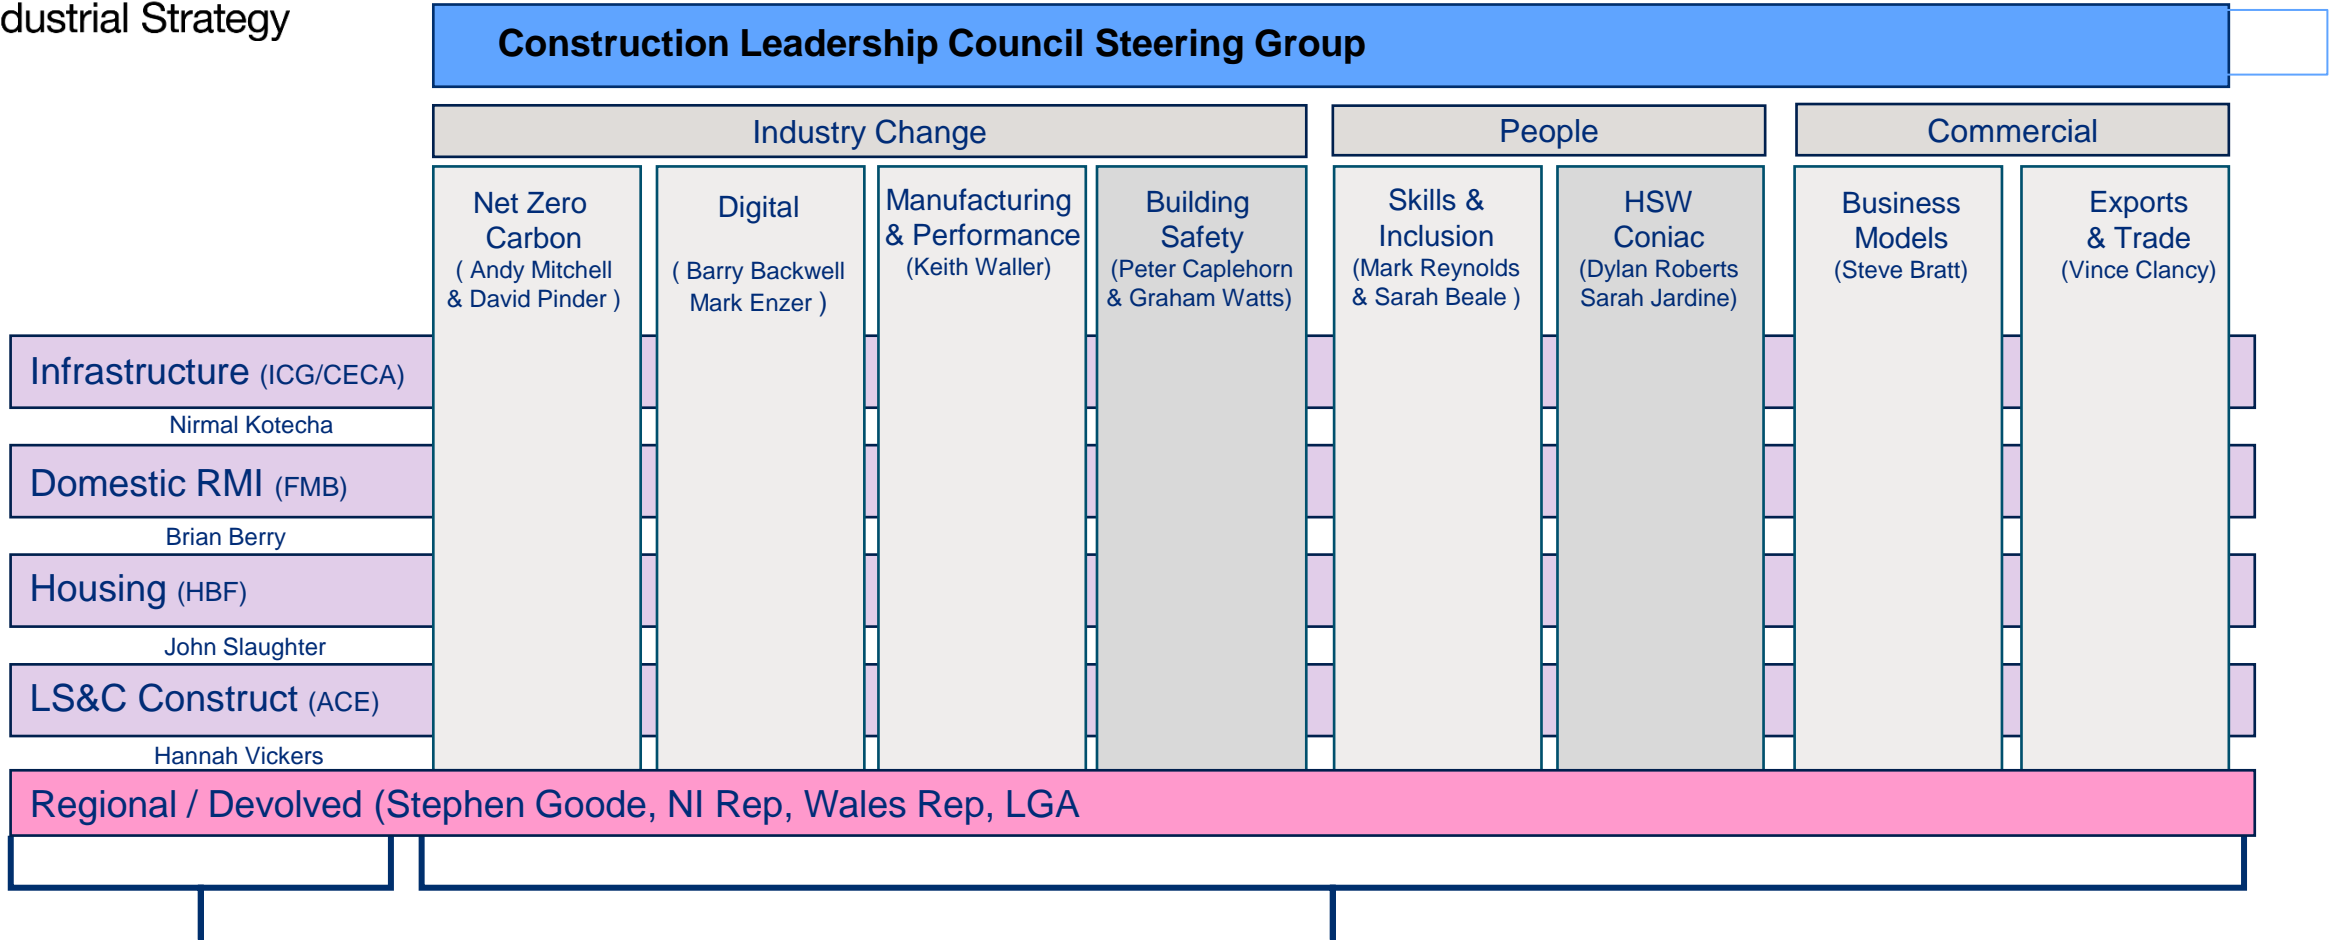 dustrial Strategy
Construction Leadership Council Steering Group
Industry Change
People
Commercial
Net Zero
Carbon
( Andy Mitchell
& David Pinder )
Digital
( Barry Backwell
Mark Enzer )
Manufacturing
& Performance
(Keith Waller)
Building
Safety
(Peter Caplehorn
& Graham Watts)
Skills &
Inclusion
(Mark Reynolds
& Sarah Beale )
HSW
Coniac
(Dylan Roberts
Sarah Jardine)
Business
Models
(Steve Bratt)
Exports
& Trade
(Vince Clancy)
Infrastructure (ICG/CECA)
Nirmal Kotecha
Domestic RMI (FMB)
Brian Berry
Housing (HBF)
John Slaughter
LS&C Construct (ACE)
Hannah Vickers
Regional / Devolved (Stephen Goode, NI Rep, Wales Rep, LGA